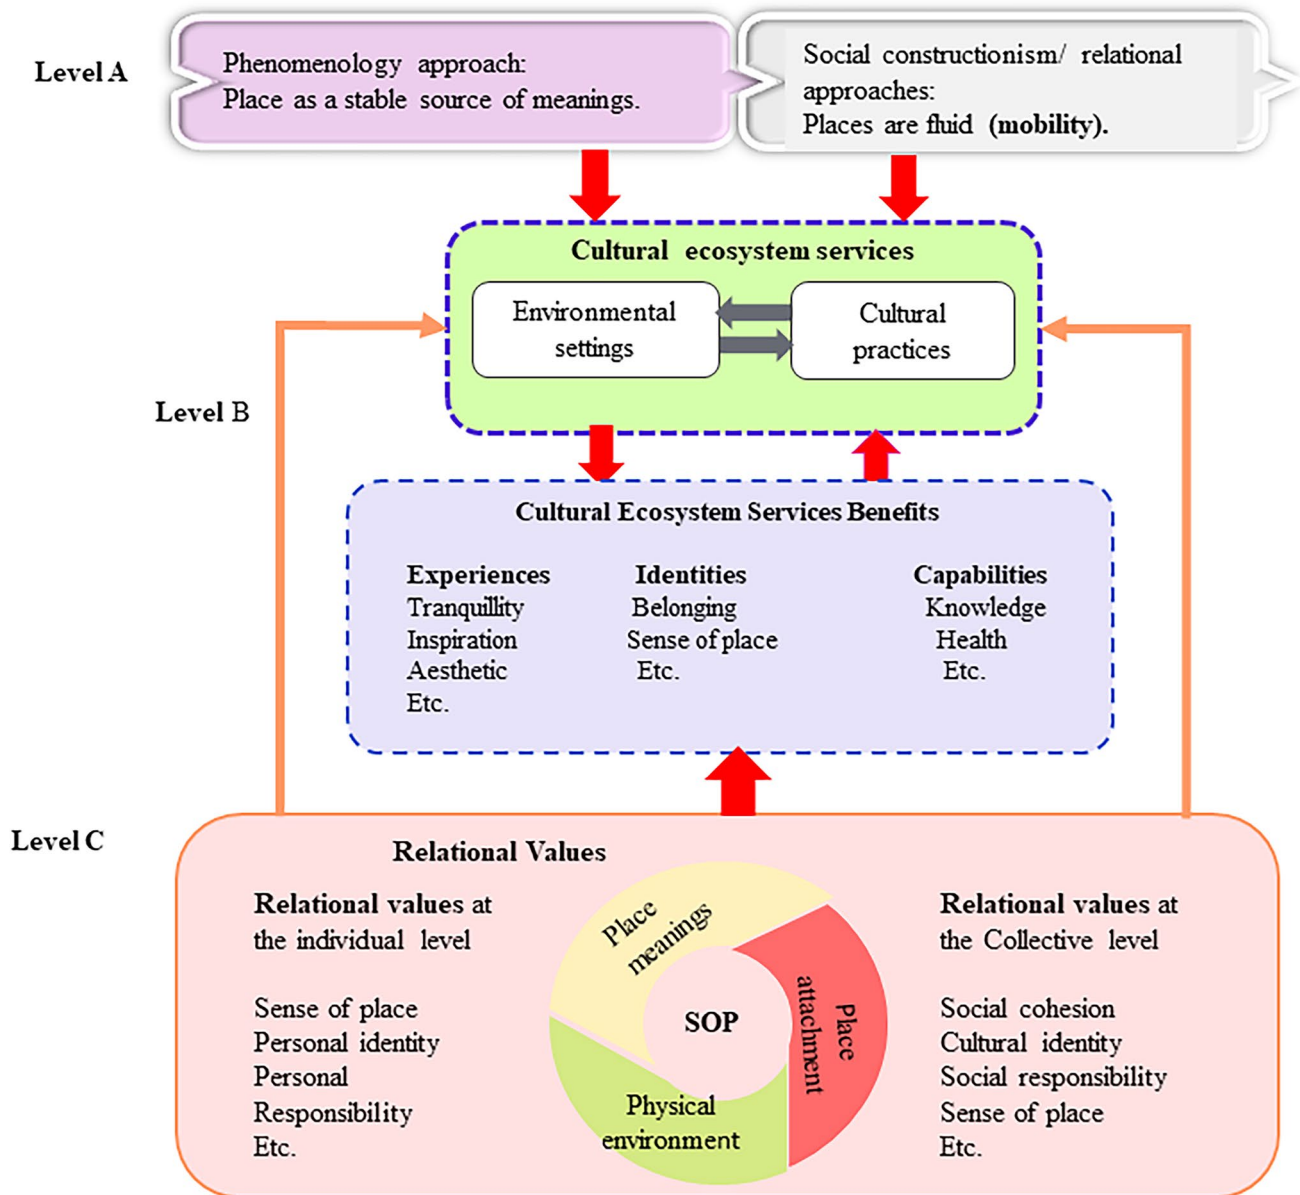 Level A
Phenomenology approach:
Place as a stable source of meanings.
Social constructionism/ relational
approaches:
Places are fluid (mobility).
Cultural ecosystem services
Environmental
settings
Cultural
practices
Level B
Cultural Ecosystem Services Benefits
Experiences
Tranquillity
Inspiration
Aesthetic
Etc.
Identities
Belonging
Sense of place
Etc.
Capabilities
Knowledge
Health
Etc.
Level C
Relational Values
Relational values at
the individual level
Sense of place
Personal identity
Personal
Responsibility
Etc.
Place
meanings
SOP
Place
attachment
Physical
environment
Relational values at
the Collective level
Social cohesion
Cultural identity
Social responsibility
Sense of place
Etc.